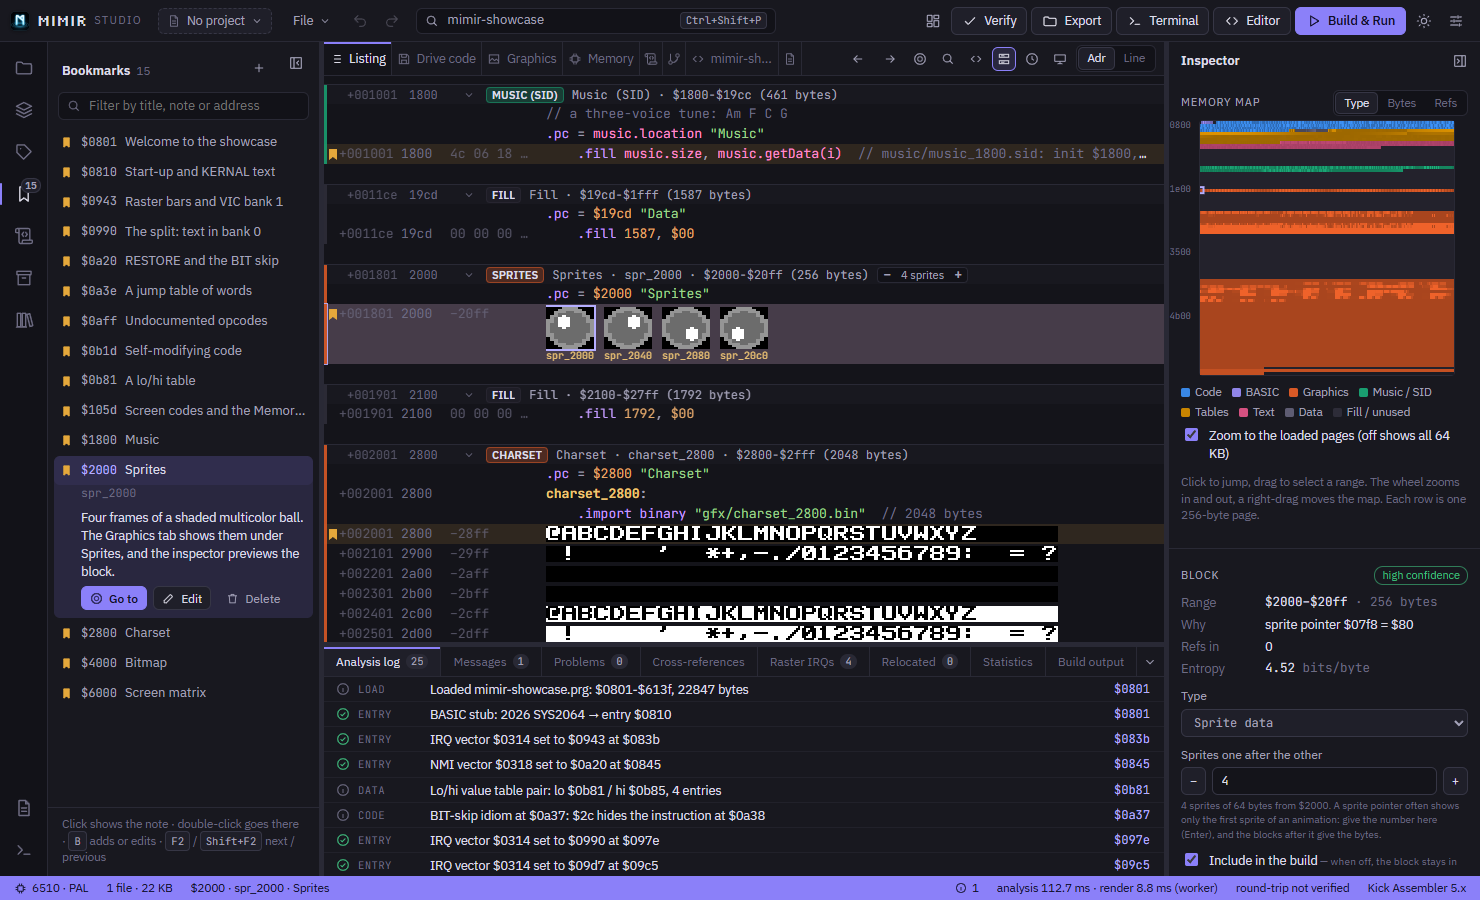 MIMIR STUDIO
No project
File
mimir-showcase
Ctrl+Shift+P
Verify
Export
Terminal
Editor
Build & Run
Bookmarks 15
Filter by title, note or address
15
$0801 Welcome to the showcase
$0810 Start-up and KERNAL text
$0943 Raster bars and VIC bank 1
$0990 The split: text in bank 0
$0a20 RESTORE and the BIT skip
$0a3e A jump table of words
$0aff Undocumented opcodes
$0b1d Self-modifying code
$0b81 A lo/hi table
$105d Screen codes and the Memor...
$1800 Music
$2000 Sprites
spr_2000
Four frames of a shaded multicolor ball.
The Graphics tab shows them under
Sprites, and the inspector previews the
block.
Go to
Edit
Delete
$2800 Charset
$4000 Bitmap
$6000 Screen matrix
Click shows the note · double-click goes there
· B adds or edits · F2 / Shift+F2 next /
previous
Listing
Drive code
Graphics
Memory
mimir-sh...
Adr
Line
+001001 1800 MUSIC (SID) Music (SID) · $1800-$19cc (461 bytes)
// a three-voice tune: Am F C G
.pc = music.location "Music"
+001001 1800 4c 06 18 … .fill music.size, music.getData(i) // music/music_1800.sid: init $1800,…
+0011ce 19cd FILL Fill · $19cd-$1fff (1587 bytes)
.pc = $19cd "Data"
+0011ce 19cd 00 00 00 … .fill 1587, $00
+001801 2000 SPRITES Sprites · spr_2000 · $2000-$20ff (256 bytes) − 4 sprites +
.pc = $2000 "Sprites"
+001801 2000 -20ff
spr_2000 spr_2040 spr_2080 spr_20c0
+001901 2100 FILL Fill · $2100-$27ff (1792 bytes)
+001901 2100 00 00 00 … .fill 1792, $00
+002001 2800 CHARSET Charset · charset_2800 · $2800-$2fff (2048 bytes)
.pc = $2800 "Charset"
+002001 2800 charset_2800:
.import binary "gfx/charset_2800.bin" // 2048 bytes
+002001 2800 -28ff @ABCDEFGHIJKLMNOPQRSTUVWXYZ
+002101 2900 -29ff ! ' *+,-./0123456789: = ?
+002201 2a00 -2aff
+002301 2b00 -2bff
+002401 2c00 -2cff @ABCDEFGHIJKLMNOPQRSTUVWXYZ
+002501 2d00 -2dff ! ' *+,-./0123456789: = ?
Analysis log 25
Messages 1
Problems 0
Cross-references
Raster IRQs 4
Relocated 0
Statistics
Build output
LOAD Loaded mimir-showcase.prg: $0801-$613f, 22847 bytes $0801
ENTRY BASIC stub: 2026 SYS2064 → entry $0810 $0801
ENTRY IRQ vector $0314 set to $0943 at $083b $083b
ENTRY NMI vector $0318 set to $0a20 at $0845 $0845
DATA Lo/hi value table pair: lo $0b81 / hi $0b85, 4 entries $0b81
CODE BIT-skip idiom at $0a37: $2c hides the instruction at $0a38 $0a37
ENTRY IRQ vector $0314 set to $0990 at $097e $097e
ENTRY IRQ vector $0314 set to $09d7 at $09c5 $09c5
Inspector
MEMORY MAP
Type
Bytes
Refs
0800
1e00
3500
4b00
Code
BASIC
Graphics
Music / SID
Tables
Text
Data
Fill / unused
Zoom to the loaded pages (off shows all 64
KB)
Click to jump, drag to select a range. The wheel zooms
in and out, a right-drag moves the map. Each row is one
256-byte page.
BLOCK
high confidence
Range $2000-$20ff · 256 bytes
Why sprite pointer $07f8 = $80
Refs in 0
Entropy 4.52 bits/byte
Type
Sprite data
Sprites one after the other
− 4 +
4 sprites of 64 bytes from $2000. A sprite pointer often shows
only the first sprite of an animation: give the number here
(Enter), and the blocks after it give the bytes.
Include in the build — when off, the block stays in
6510 · PAL
1 file · 22 KB
$2000 · spr_2000 · Sprites
1
analysis 112.7 ms · render 8.8 ms (worker)
round-trip not verified
Kick Assembler 5.x